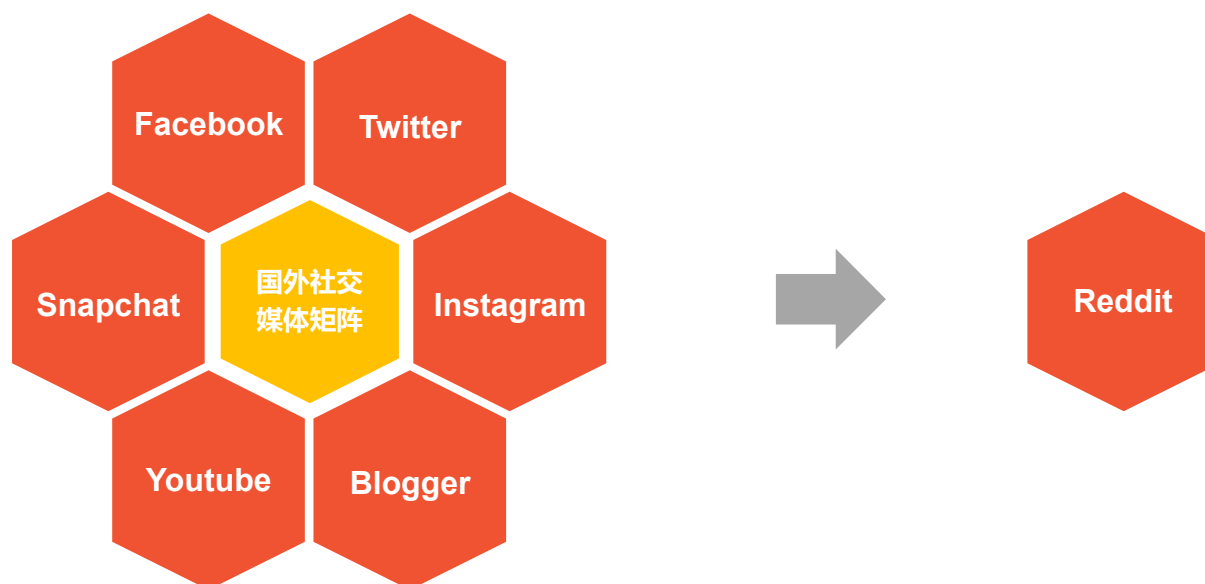 Facebook
Twitter
Snapchat
国外社交
媒体矩阵
Instagram
Reddit
Youtube
Blogger